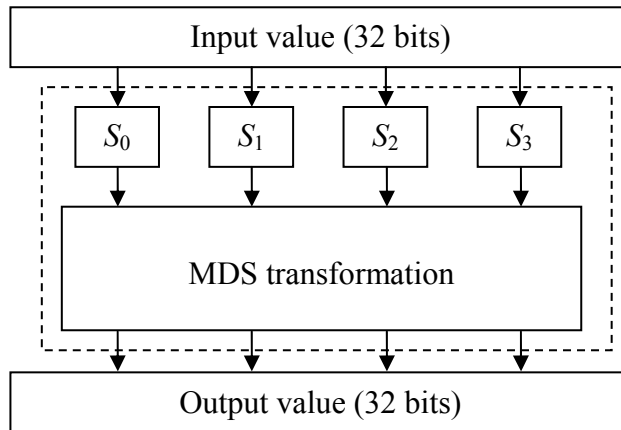 Input value (32 bits)
S0 S1 S2 S3
MDS transformation
Output value (32 bits)